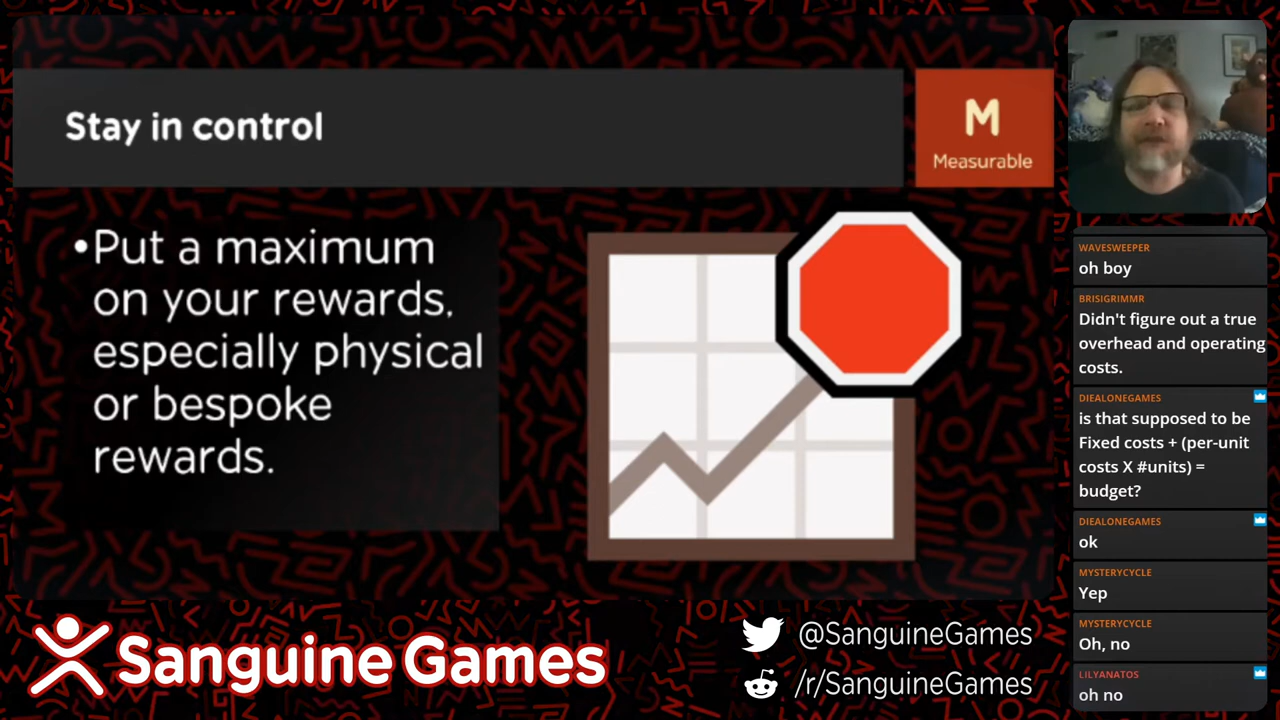 Stay in control
M
Measurable
•Put a maximum
on your rewards.
especially physical
or bespoke
rewards.
WAVESWEEPER
oh boy
BRISIGRIMMR
Didn't figure out a true
overhead and operating
costs.
DIEALONEGAMES
is that supposed to be
Fixed costs + (per-unit
costs X #units) =
budget?
DIEALONEGAMES
ok
MYSTERYCYCLE
Yep
MYSTERYCYCLE
Oh, no
LILYANATOS
oh no
Sanguine Games
@SanguineGames
/r/SanguineGames